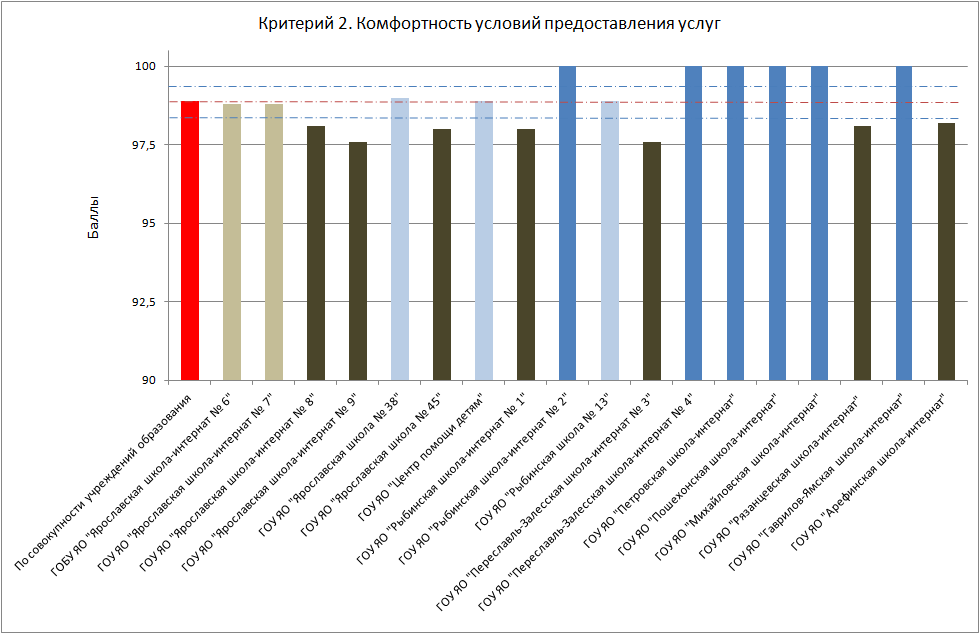 Критерий 2. Комфортность условий предоставления услуг
Баллы
100
97,5
95
92,5
90
По совокупности учреждений образования
ГОБУ ЯО "Ярославская школа-интернат № 6"
ГОУ ЯО "Ярославская школа-интернат № 7"
ГОУ ЯО "Ярославская школа-интернат № 8"
ГОУ ЯО "Ярославская школа-интернат № 9"
ГОУ ЯО "Ярославская школа № 38"
ГОУ ЯО "Ярославская школа № 45"
ГОУ ЯО "Центр помощи детям"
ГОУ ЯО "Рыбинская школа-интернат № 1"
ГОУ ЯО "Рыбинская школа-интернат № 2"
ГОУ ЯО "Рыбинская школа № 13"
ГОУ ЯО "Переславль-Залесская школа-интернат № 3"
ГОУ ЯО "Переславль-Залесская школа-интернат № 4"
ГОУ ЯО "Петровская школа-интернат"
ГОУ ЯО "Пошехонская школа-интернат"
ГОУ ЯО "Михайловская школа-интернат"
ГОУ ЯО "Рязанцевская школа-интернат"
ГОУ ЯО "Гаврилов-Ямская школа-интернат"
ГОУ ЯО "Арефинская школа-интернат"